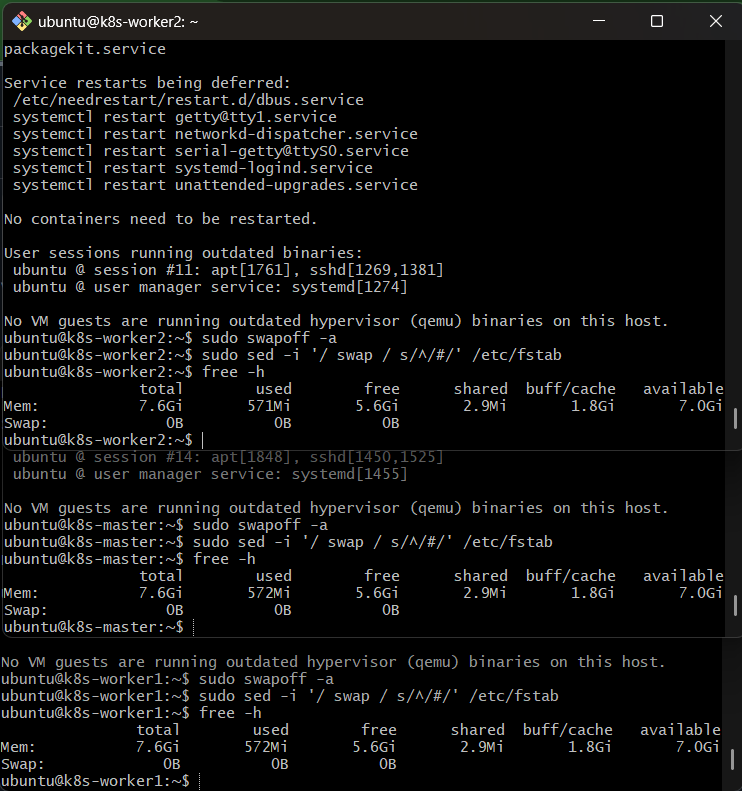 ubuntu@k8s-worker2: ~
packagekit.service
Service restarts being deferred:
/etc/needrestart/restart.d/dbus.service
systemctl restart getty@tty1.service
systemctl restart networkd-dispatcher.service
systemctl restart serial-getty@ttyS0.service
systemctl restart systemd-logind.service
systemctl restart unattended-upgrades.service
No containers need to be restarted.
User sessions running outdated binaries:
ubuntu @ session #11: apt[1761], sshd[1269,1381]
ubuntu @ user manager service: systemd[1274]
No VM guests are running outdated hypervisor (qemu) binaries on this host.
ubuntu@k8s-worker2:~$ sudo swapoff -a
ubuntu@k8s-worker2:~$ sudo sed -i '/ swap / s/^/#/' /etc/fstab
ubuntu@k8s-worker2:~$ free -h
total used free shared buff/cache available
Mem: 7.6Gi 571Mi 5.6Gi 2.9Mi 1.8Gi 7.0Gi
Swap: 0B 0B 0B
ubuntu@k8s-worker2:~$
ubuntu @ session #14: apt[1848], sshd[1450,1525]
ubuntu @ user manager service: systemd[1455]
No VM guests are running outdated hypervisor (qemu) binaries on this host.
ubuntu@k8s-master:~$ sudo swapoff -a
ubuntu@k8s-master:~$ sudo sed -i '/ swap / s/^/#/' /etc/fstab
ubuntu@k8s-master:~$ free -h
total used free shared buff/cache available
Mem: 7.6Gi 572Mi 5.6Gi 2.9Mi 1.8Gi 7.0Gi
Swap: 0B 0B 0B
ubuntu@k8s-master:~$
No VM guests are running outdated hypervisor (qemu) binaries on this host.
ubuntu@k8s-worker1:~$ sudo swapoff -a
ubuntu@k8s-worker1:~$ sudo sed -i '/ swap / s/^/#/' /etc/fstab
ubuntu@k8s-worker1:~$ free -h
total used free shared buff/cache available
Mem: 7.6Gi 572Mi 5.6Gi 2.9Mi 1.8Gi 7.0Gi
Swap: 0B 0B 0B
ubuntu@k8s-worker1:~$